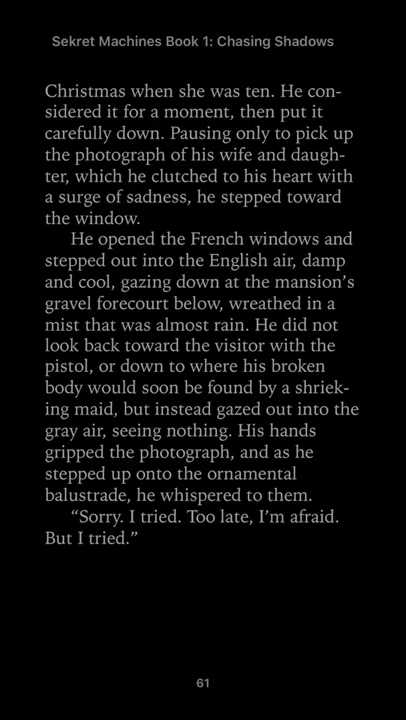 Sekret Machines Book 1: Chasing Shadows
Christmas when she was ten. He con-
sidered it for a moment, then put it
carefully down. Pausing only to pick up
the photograph of his wife and daugh-
ter, which he clutched to his heart with
a surge of sadness, he stepped toward
the window.
He opened the French windows and
stepped out into the English air, damp
and cool, gazing down at the mansion’s
gravel forecourt below, wreathed in a
mist that was almost rain. He did not
look back toward the visitor with the
pistol, or down to where his broken
body would soon be found by a shriek-
ing maid, but instead gazed out into the
gray air, seeing nothing. His hands
gripped the photograph, and as he
stepped up onto the ornamental
balustrade, he whispered to them.
“Sorry. I tried. Too late, I’m afraid.
But I tried.”
61